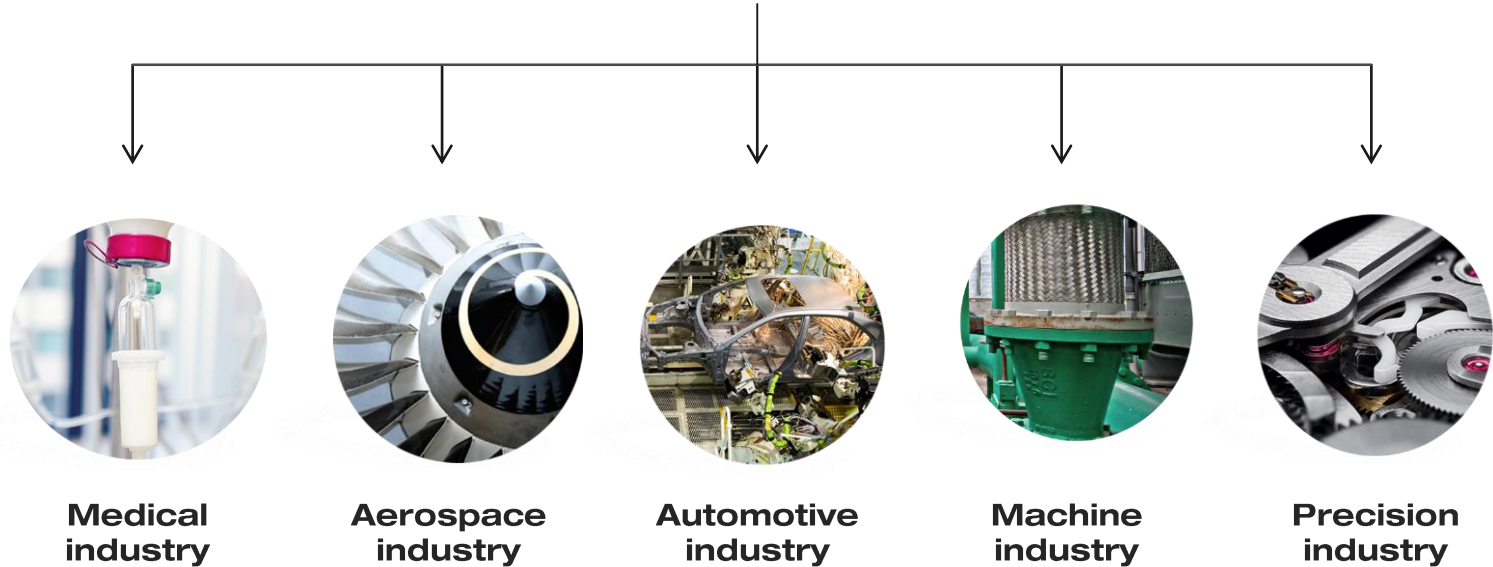 Medical
industry
Aerospace
industry
Automotive
industry
Machine
industry
Precision
industry